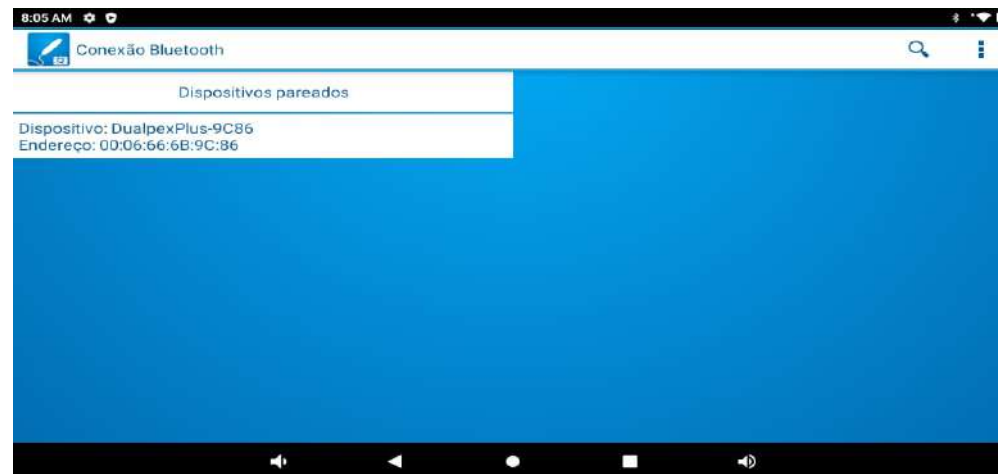 8:05 AM
Conexão Bluetooth
Dispositivos pareados
Dispositivo: DualpexPlus-9C86
Endereço: 00:06:66:6B:9C:86